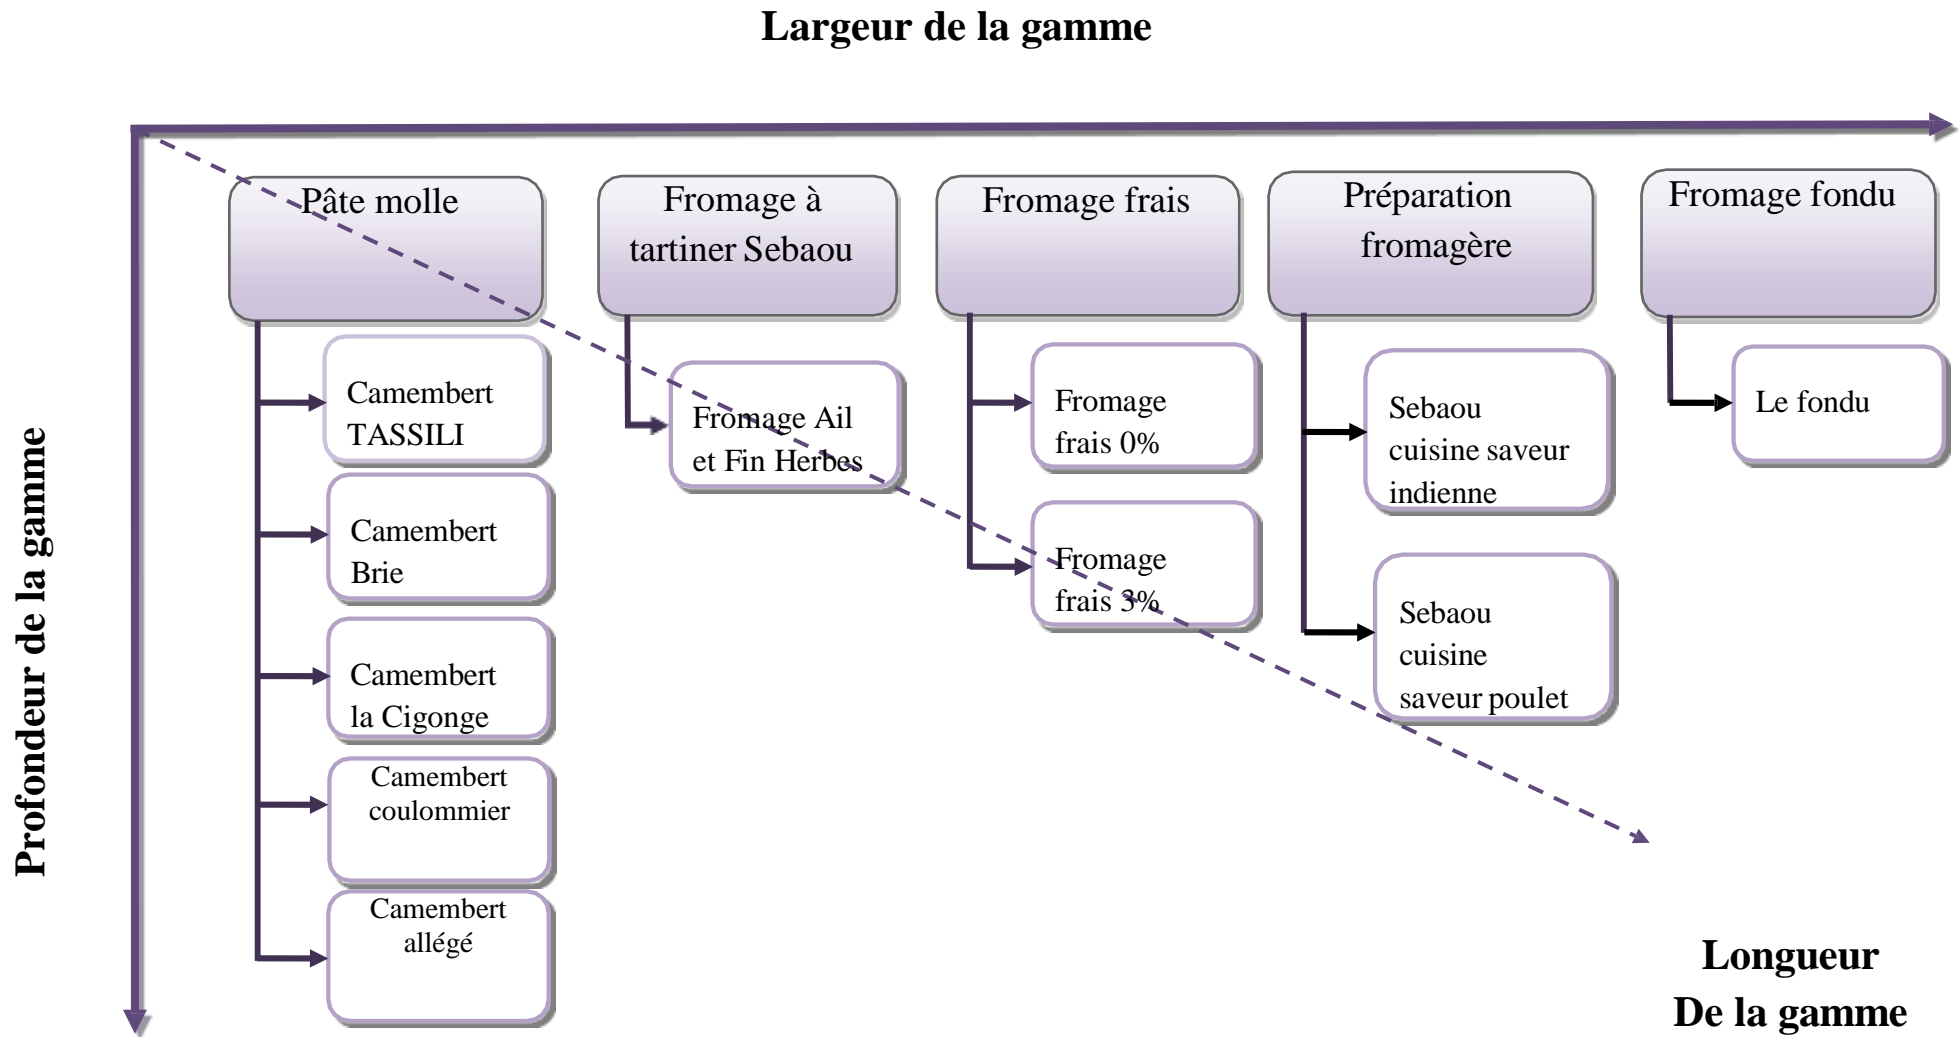 Largeur de la gamme
Profondeur de la gamme
Pâte molle
Camembert
TASSILI
Camembert
Brie
Camembert
la Cigonge
Camembert
coulommier
Camembert
allégé
Fromage à
tartiner Sebaou
Fromage Ail
et Fin Herbes
Fromage frais
Fromage
frais 0%
Fromage
frais 3%
Préparation
fromagère
Sebaou
cuisine saveur
indienne
Sebaou
cuisine
saveur poulet
Fromage fondu
Le fondu
Longueur
De la gamme